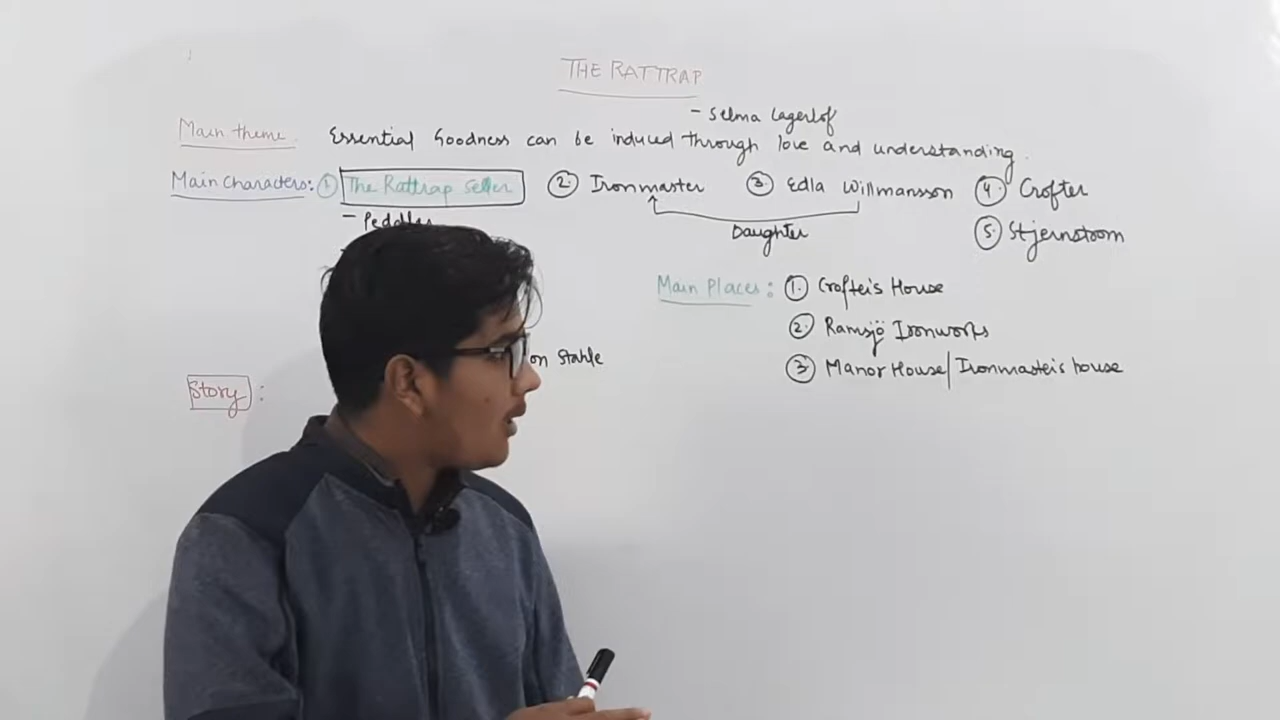 THE RATTRAP
- Selma Lagerlof
Main theme. Essential Goodness can be induced through love and understanding.
Main Characters: 1 The Rattrap Seller 2. Ironmaster 3. Edla Willmansson 4. Crofter
- Peddler
Daughter
5. Stjernstrom
Main Places: 1. Crofter's House
2. Ramsjö Ironworks
on Stable
3. Manor House/Ironmaster's house
Story: